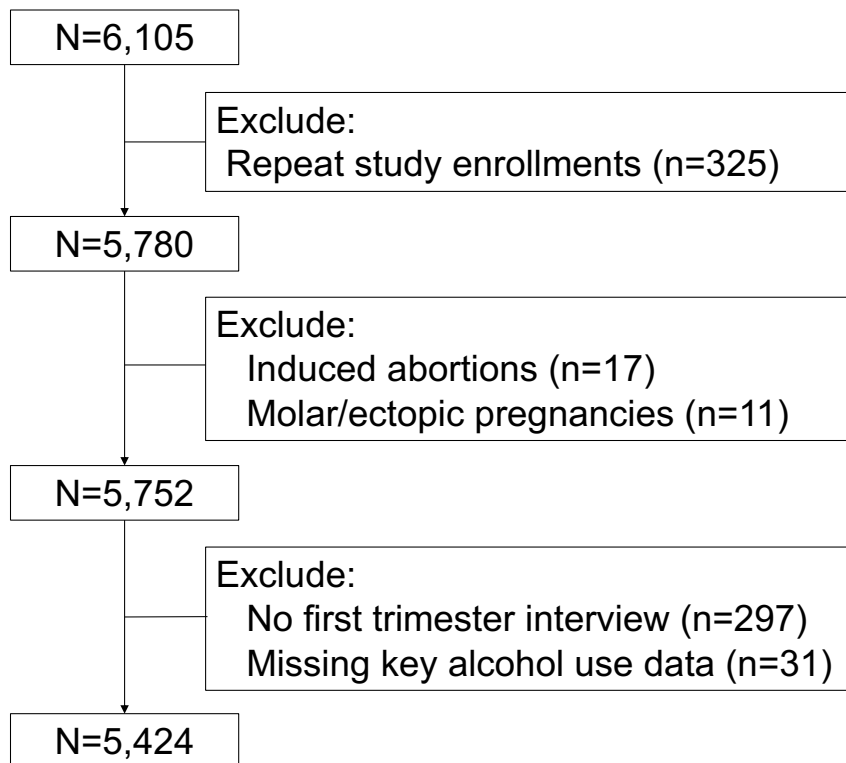 N=6,105
Exclude:
Repeat study enrollments (n=325)
N=5,780
Exclude:
Induced abortions (n=17)
Molar/ectopic pregnancies (n=11)
N=5,752
Exclude:
No first trimester interview (n=297)
Missing key alcohol use data (n=31)
N=5,424